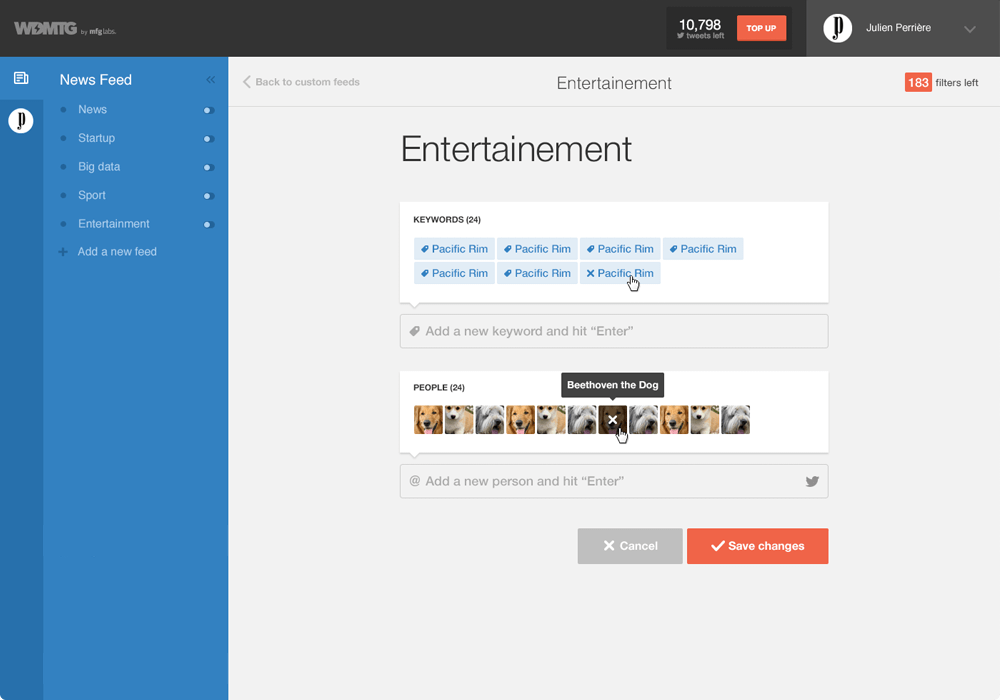 WDMTG by mfg labs.
10,798
tweets left
TOP UP
Julien Perrière
News Feed
News
Startup
Big data
Sport
Entertainment
Add a new feed
Back to custom feeds
Entertainement
183 filters left
Entertainement
KEYWORDS (24)
Pacific Rim Pacific Rim Pacific Rim Pacific Rim
Pacific Rim Pacific Rim Pacific Rim
Add a new keyword and hit “Enter”
PEOPLE (24)
Beethoven the Dog
@ Add a new person and hit “Enter”
Cancel
Save changes